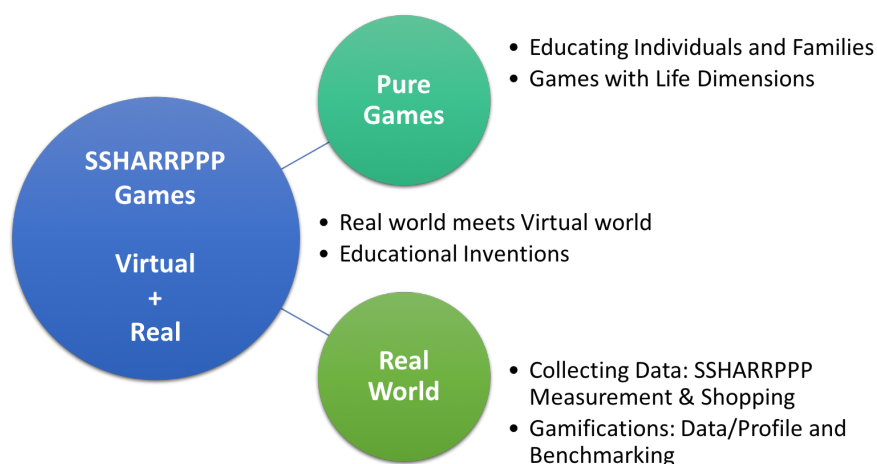 SSHARRPPP
Games
Virtual
+
Real
Pure
Games
• Educating Individuals and Families
• Games with Life Dimensions
• Real world meets Virtual world
• Educational Inventions
Real
World
• Collecting Data: SSHARRPPP
Measurement & Shopping
• Gamifications: Data/Profile and
Benchmarking